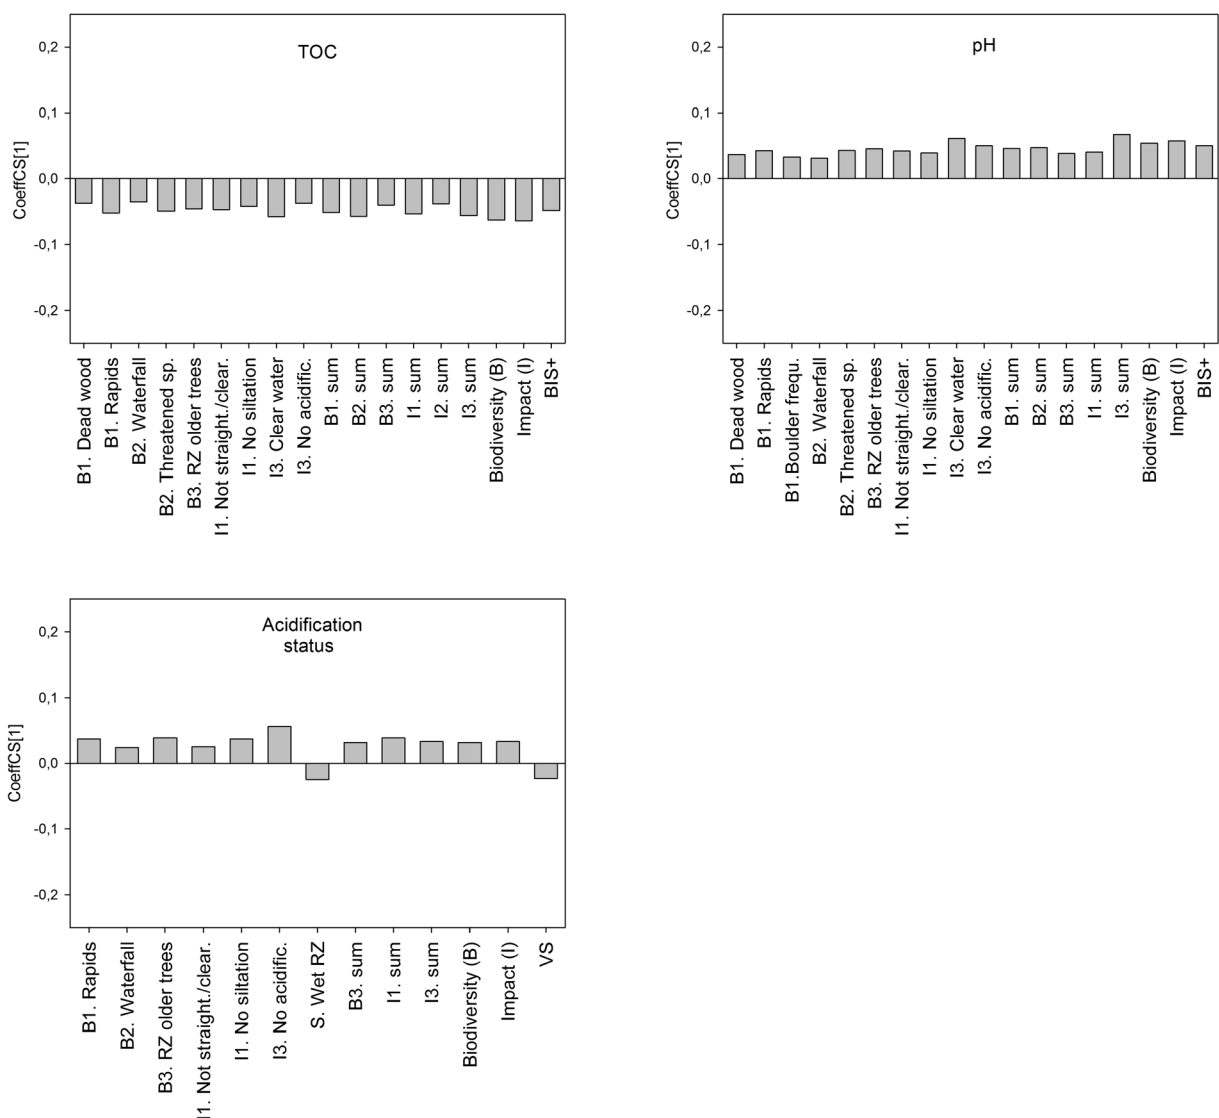 TOC
CoeffCS[1]
0,2
0,1
0,0
-0,1
-0,2
B1. Dead wood
B1. Rapids
B2. Waterfall
B2. Threatened sp.
B3. RZ older trees
I1. Not straight./clear.
I1. No siltation
I3. Clear water
I3. No acidific.
B1. sum
B2. sum
B3. sum
I1. sum
I2. sum
I3. sum
Biodiversity (B)
Impact (I)
BIS+
pH
CoeffCS[1]
0,2
0,1
0,0
-0,1
-0,2
B1. Dead wood
B1. Rapids
B1.Boulder frequ.
B2. Waterfall
B2. Threatened sp.
B3. RZ older trees
I1. Not straight./clear.
I1. No siltation
I3. Clear water
I3. No acidific.
B1. sum
B2. sum
B3. sum
I1. sum
I3. sum
Biodiversity (B)
Impact (I)
BIS+
Acidification
status
CoeffCS[1]
0,2
0,1
0,0
-0,1
-0,2
B1. Rapids
B2. Waterfall
B3. RZ older trees
I1. Not straight./clear.
I1. No siltation
I3. No acidific.
S. Wet RZ
B3. sum
I1. sum
I3. sum
Biodiversity (B)
Impact (I)
VS